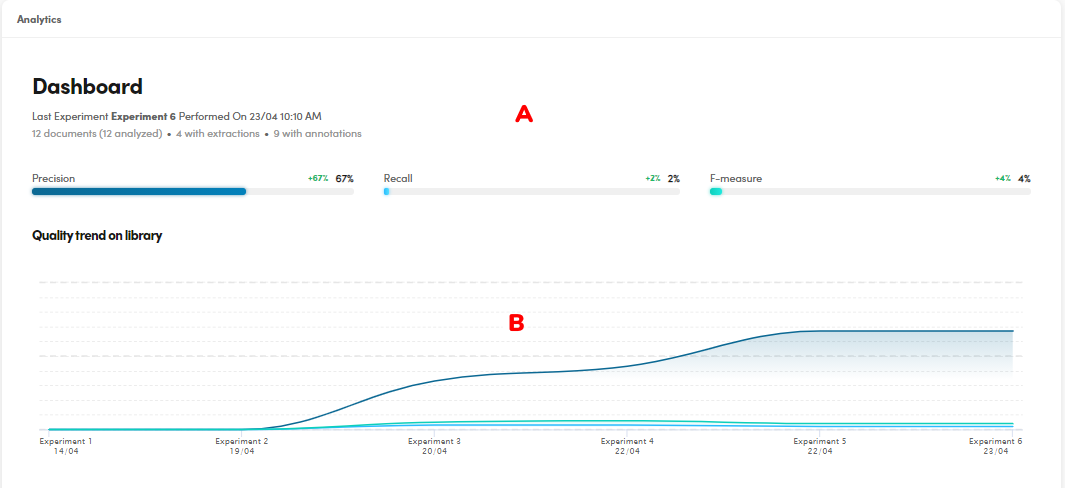 Analytics
Dashboard
A
Last Experiment Experiment 6 Performed On 23/04 10:10 AM
12 documents (12 analyzed) • 4 with extractions • 9 with annotations
Precision +67% 67% Recall +2% 2% F-measure +4% 4%
Quality trend on library
B
Experiment 1 Experiment 2 Experiment 3 Experiment 4 Experiment 5 Experiment 6
14/04 19/04 20/04 22/04 22/04 23/04